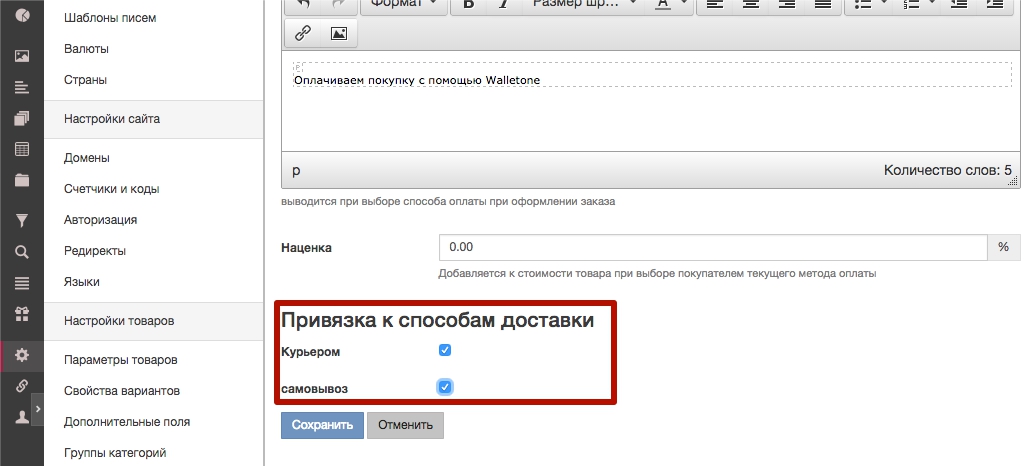 Шаблоны писем
Валюты
Страны
Настройки сайта
Домены
Счетчики и коды
Авторизация
Редиректы
Языки
Настройки товаров
Параметры товаров
Свойства вариантов
Дополнительные поля
Группы категорий
Формат B I Размер шр... A
P
Оплачиваем покупку с помощью Walletone
p Количество слов: 5
выводится при выборе способа оплаты при оформлении заказа
Наценка 0.00 %
Добавляется к стоимости товара при выборе покупателем текущего метода оплаты
Привязка к способам доставки
Курьером
самовывоз
Сохранить Отменить